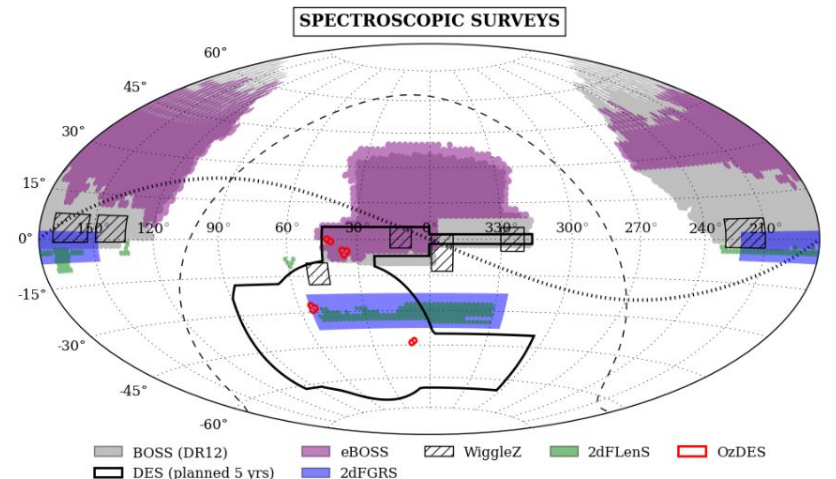 SPECTROSCOPIC SURVEYS
60°
45°
30°
15°
0°
-15°
-30°
-45°
-60°
150° 120° 90° 60° 30 0 330° 300° 270° 240° 210°
BOSS (DR12) eBOSS WiggleZ 2dFLenS OzDES
DES (planned 5 yrs) 2dFGRS